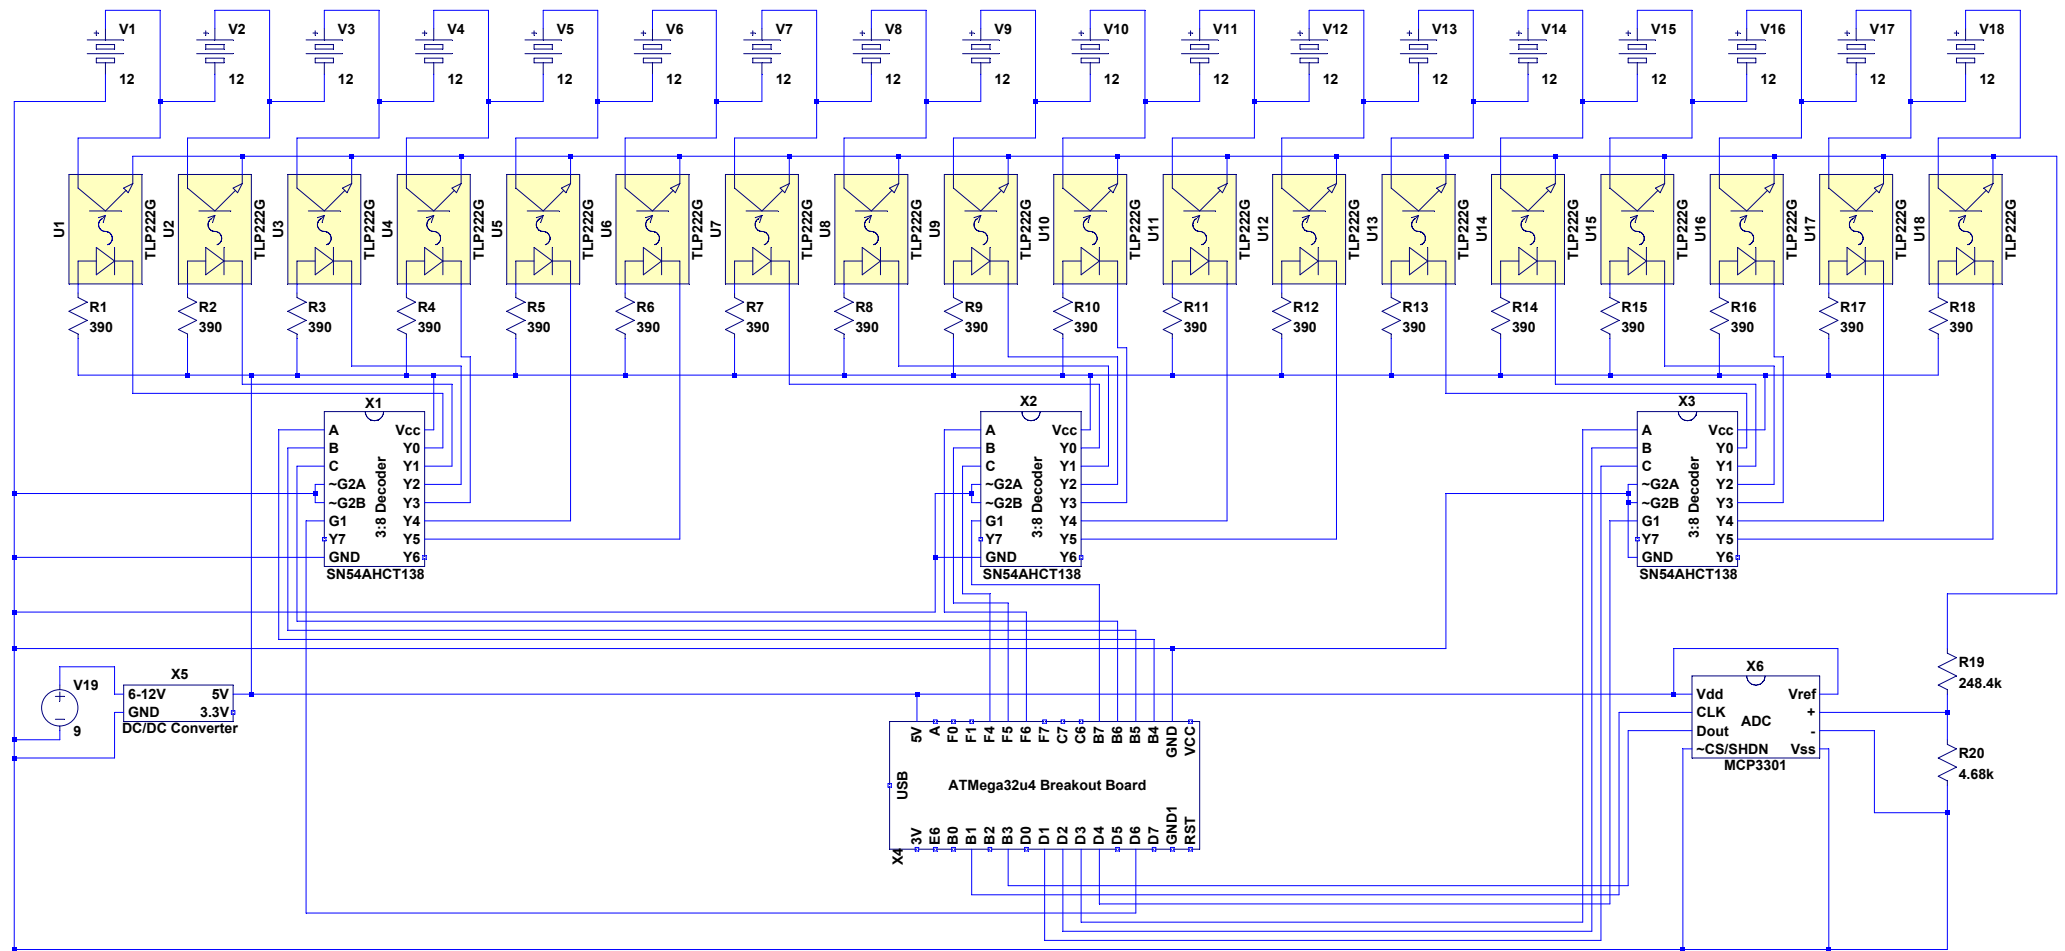 V1 V2 V3 V4 V5 V6 V7 V8 V9 V10 V11 V12 V13 V14 V15 V16 V17 V18
+ + + + + + + + + + + + + + + + + +
12 12 12 12 12 12 12 12 12 12 12 12 12 12 12 12 12 12
U1 TLP222G U2 TLP222G U3 TLP222G U4 TLP222G U5 TLP222G U6 TLP222G U7 TLP222G U8 TLP222G U9 TLP222G U10 TLP222G U11 TLP222G U12 TLP222G U13 TLP222G U14 TLP222G U15 TLP222G U16 TLP222G U17 TLP222G U18 TLP222G
R1 R2 R3 R4 R5 R6 R7 R8 R9 R10 R11 R12 R13 R14 R15 R16 R17 R18
390 390 390 390 390 390 390 390 390 390 390 390 390 390 390 390 390 390
X1
A Vcc
B Y0
C Y1
~G2A Y2
~G2B Y3
G1 Y4
Y7 Y5
GND Y6
3:8 Decoder
SN54AHCT138
X2
A Vcc
B Y0
C Y1
~G2A Y2
~G2B Y3
G1 Y4
Y7 Y5
GND Y6
3:8 Decoder
SN54AHCT138
X3
A Vcc
B Y0
C Y1
~G2A Y2
~G2B Y3
G1 Y4
Y7 Y5
GND Y6
3:8 Decoder
SN54AHCT138
V19
+
−
9
X5
6-12V 5V
GND 3.3V
DC/DC Converter
5V A F0 F1 F4 F5 F6 F7 C7 C6 B7 B6 B5 B4 GND VCC
USB
ATMega32u4 Breakout Board
3V E6 B0 B1 B2 B3 D0 D1 D2 D3 D4 D5 D6 D7 GND1 RST
X4
X6
Vdd Vref
CLK +
ADC
Dout -
~CS/SHDN Vss
MCP3301
R19
248.4k
R20
4.68k